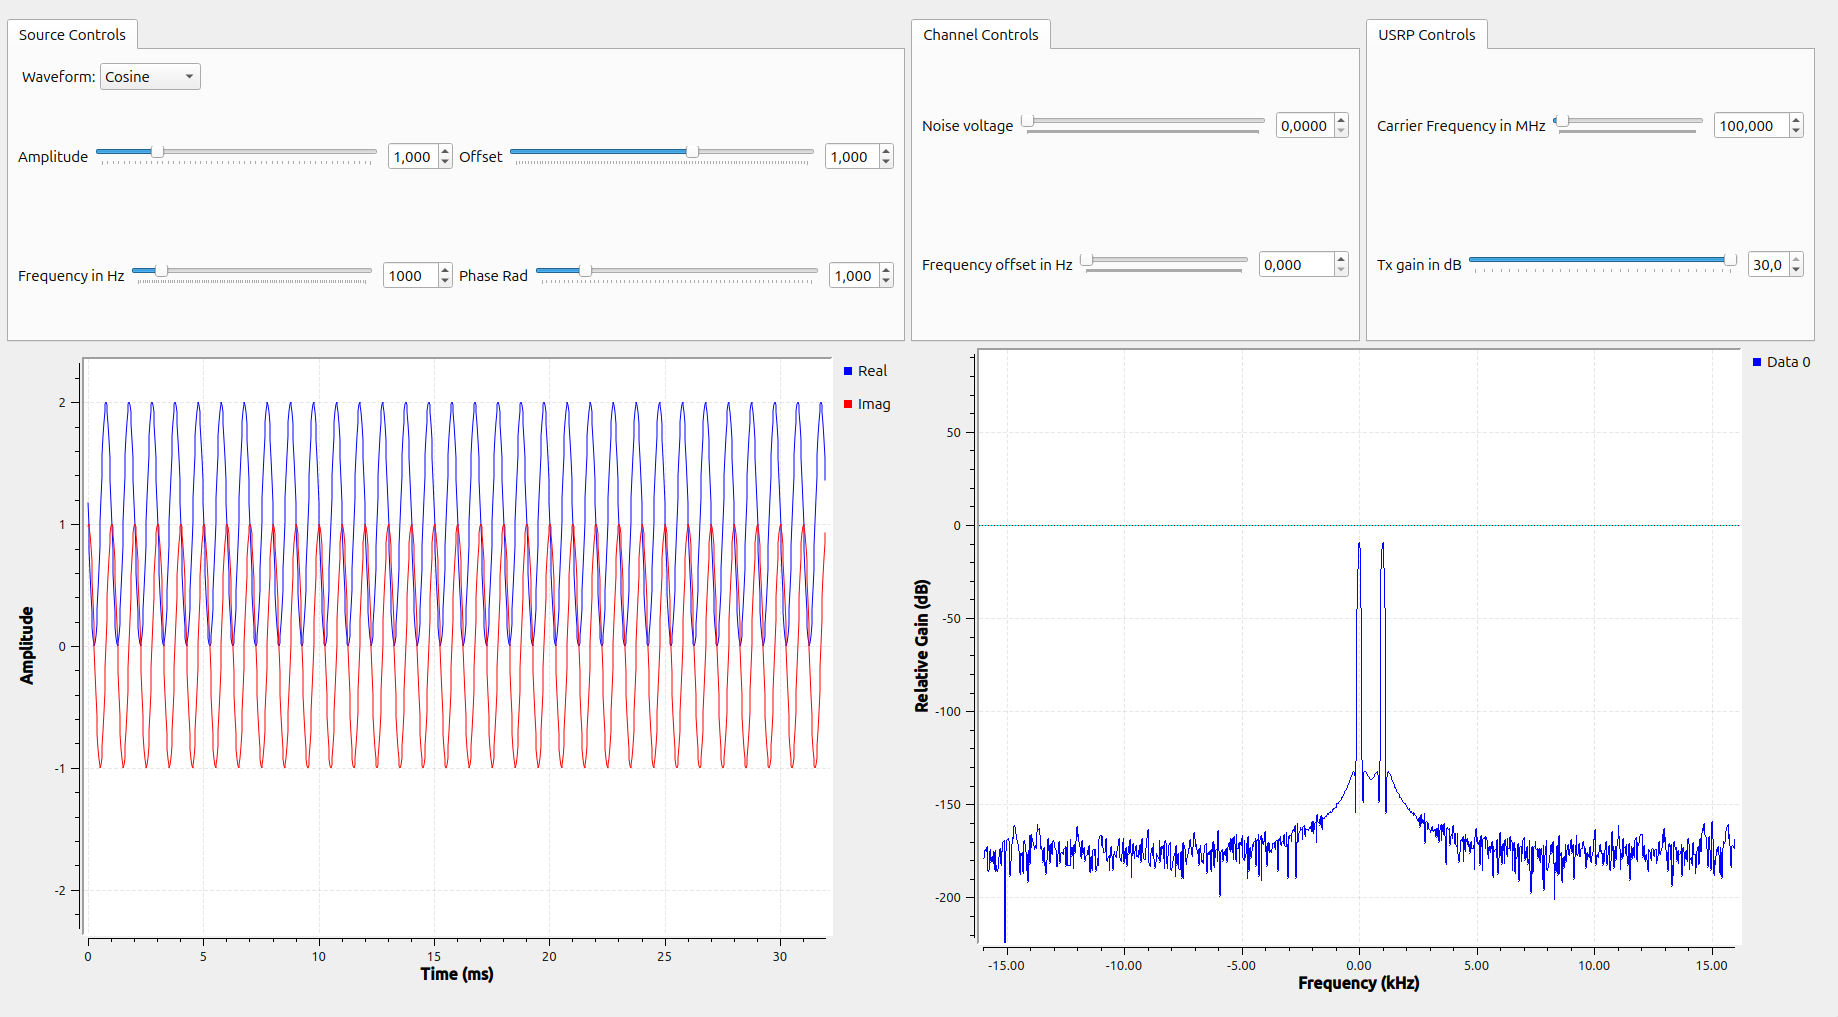 Source Controls
Waveform: Cosine
Amplitude 1,000 Offset 1,000
Frequency in Hz 1000 Phase Rad 1,000
Channel Controls
Noise voltage 0,0000
Frequency offset in Hz 0,000
USRP Controls
Carrier Frequency in MHz 100,000
Tx gain in dB 30,0
Amplitude
2
1
0
-1
-2
0 5 10 15 20 25 30
Time (ms)
Real
Imag
Relative Gain (dB)
50
0
-50
-100
-150
-200
-15.00 -10.00 -5.00 0.00 5.00 10.00 15.00
Frequency (kHz)
Data 0